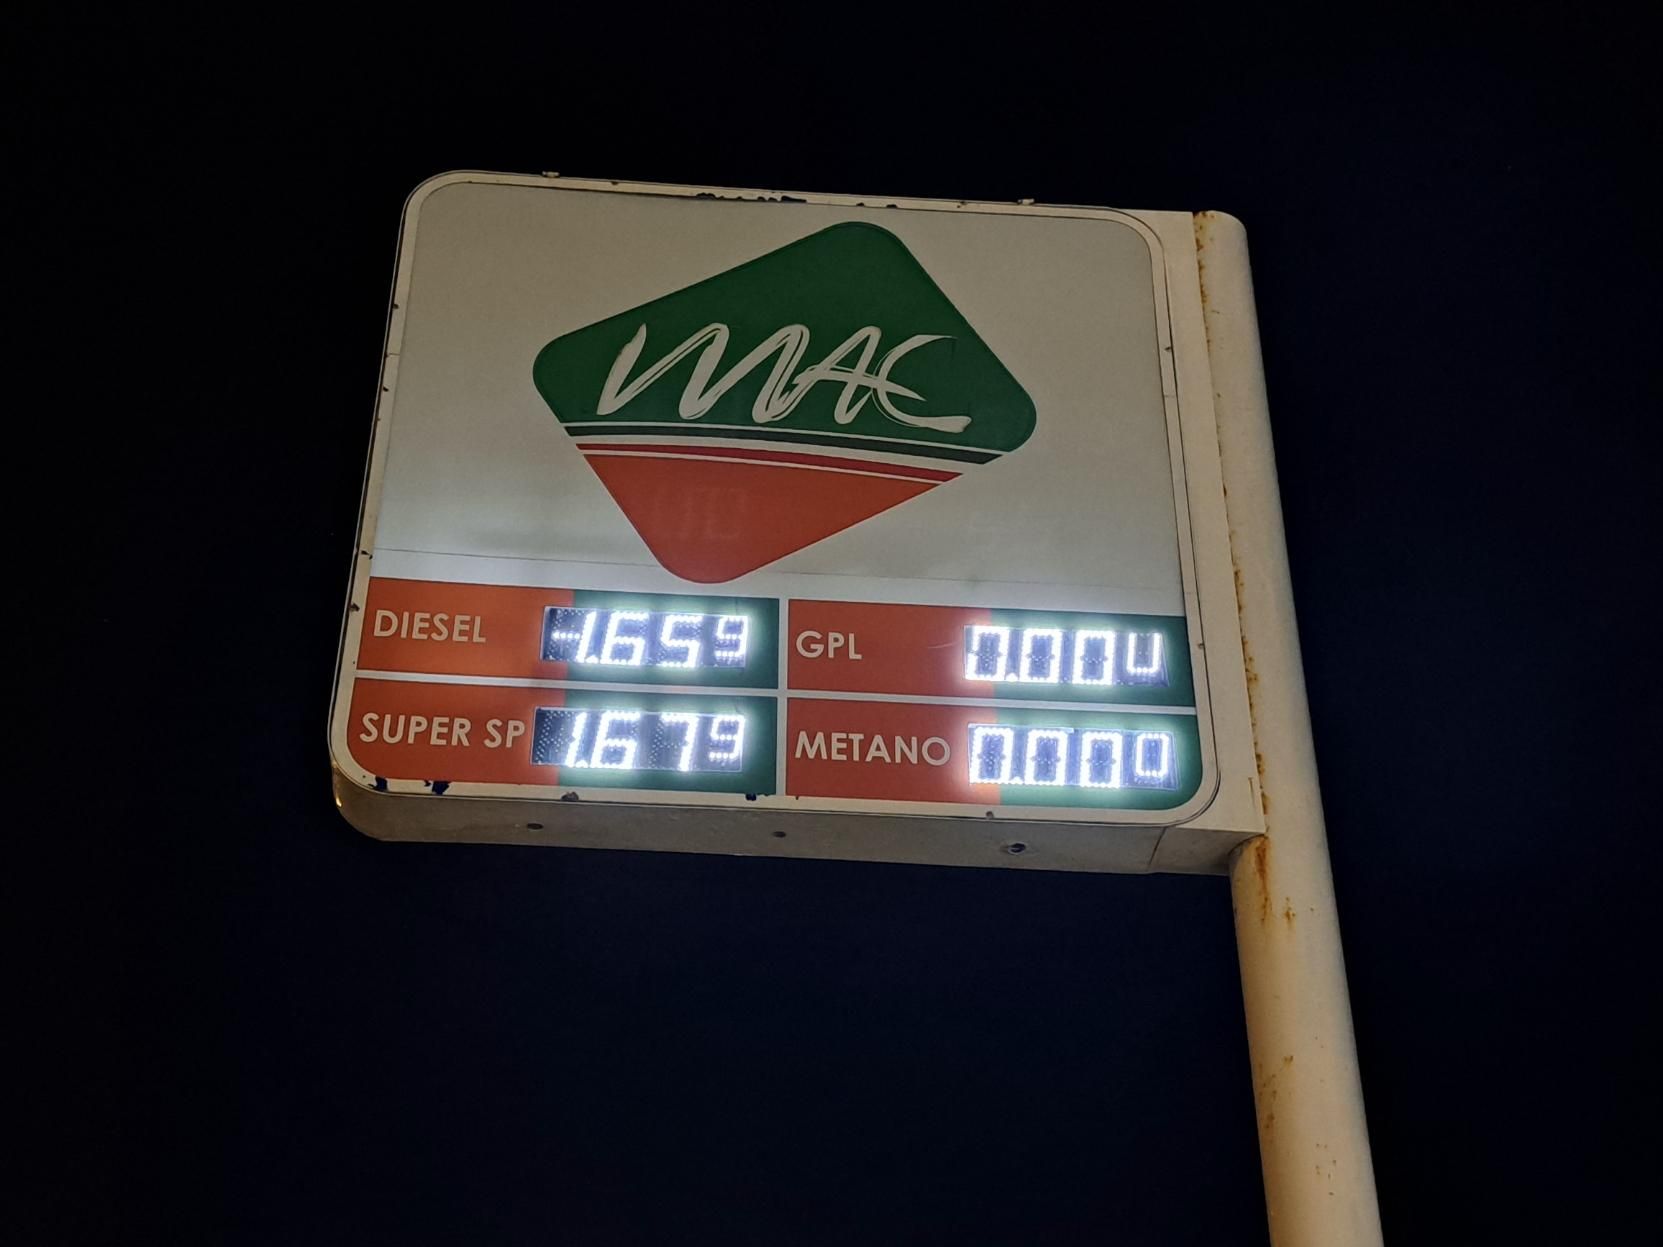 MAC
DIESEL 1.659
GPL 0.000
SUPER SP 1.679
METANO 0.000